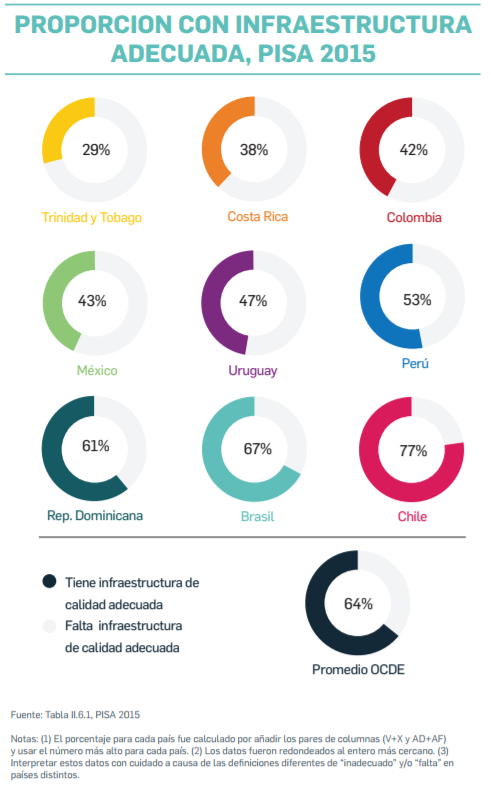 PROPORCION CON INFRAESTRUCTURA
ADECUADA, PISA 2015
29%
Trinidad y Tobago
38%
Costa Rica
42%
Colombia
43%
México
47%
Uruguay
53%
Perú
61%
Rep. Dominicana
67%
Brasil
77%
Chile
Tiene infraestructura de
calidad adecuada
Falta infraestructura
de calidad adecuada
64%
Promedio OCDE
Fuente: Tabla II.6.1, PISA 2015
Notas: (1) El porcentaje para cada país fue calculado por añadir los pares de columnas (V+X y AD+AF)
y usar el número más alto para cada país. (2) Los datos fueron redondeados al entero más cercano. (3)
Interpretar estos datos con cuidado a causa de las definiciones diferentes de “inadecuado” y/o “falta” en
países distintos.